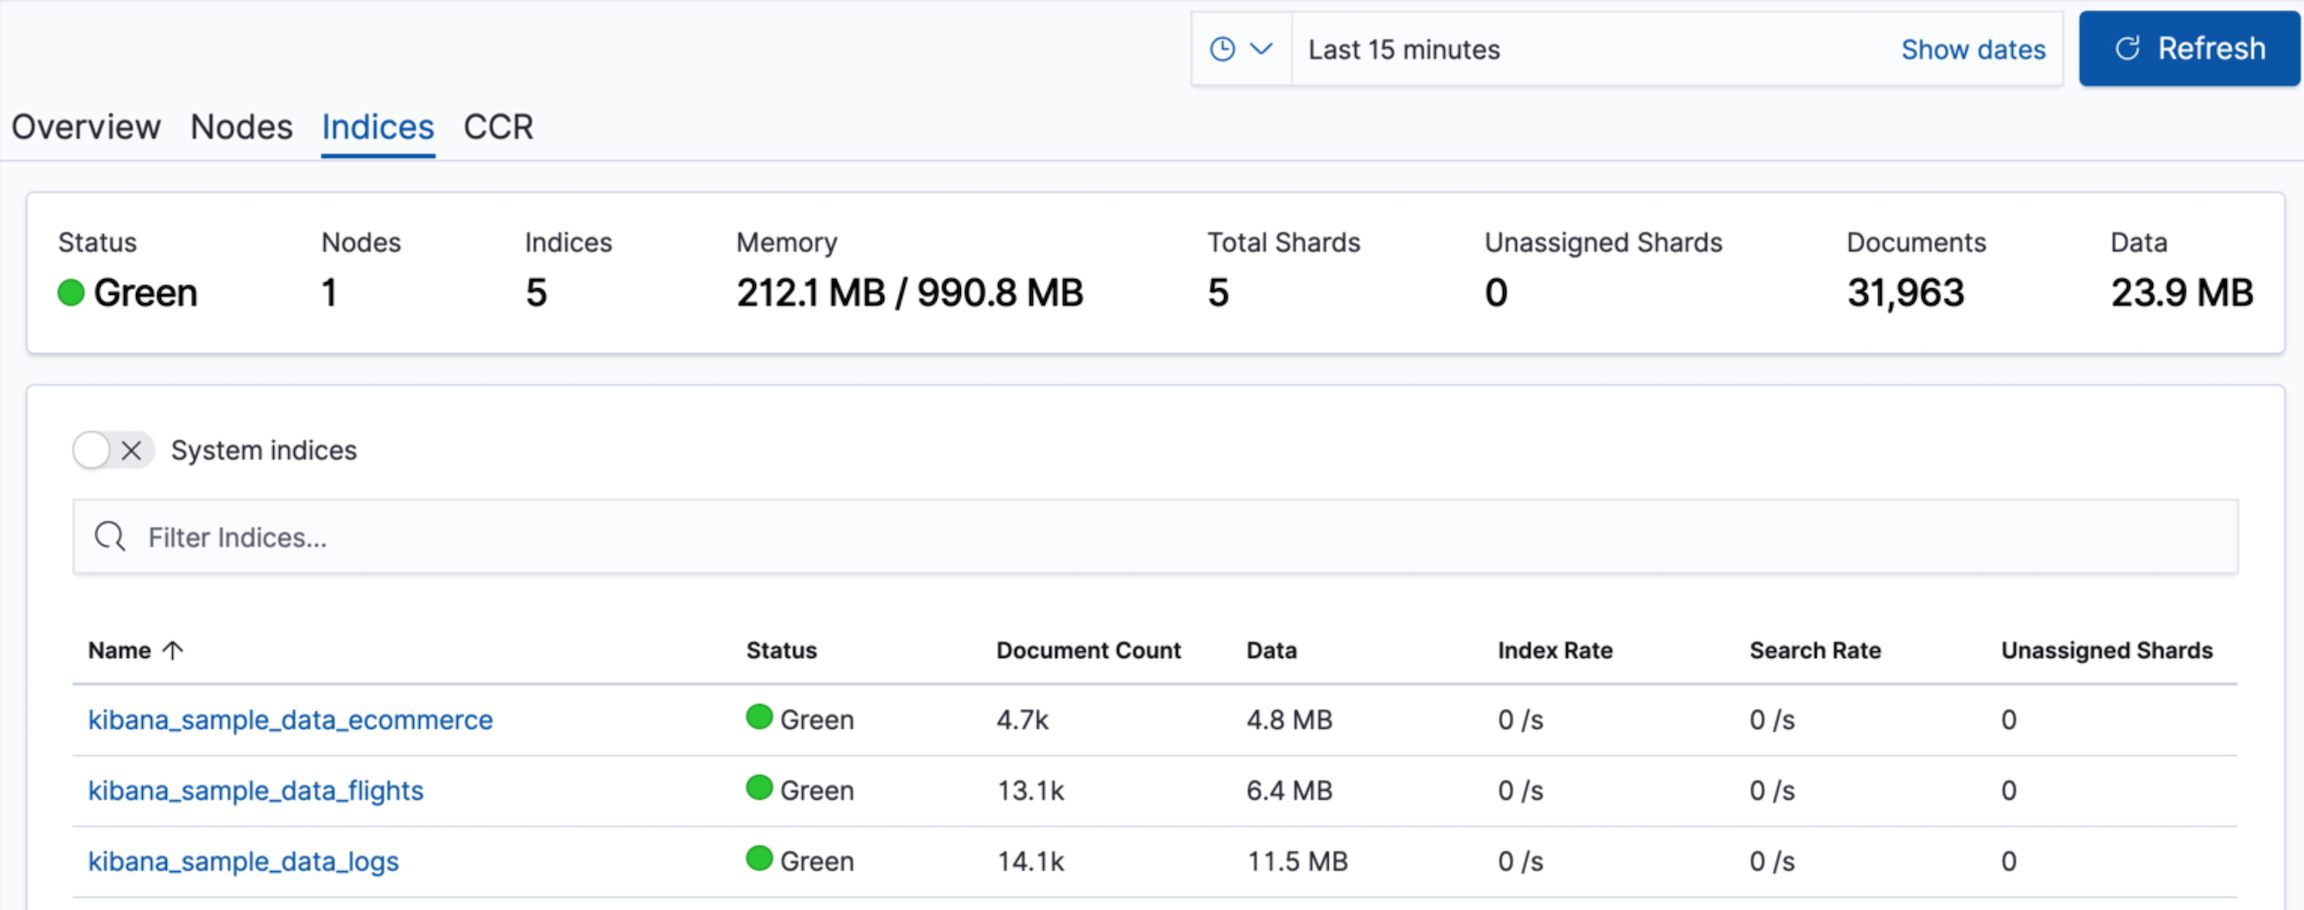 Last 15 minutes Show dates Refresh
Overview Nodes Indices CCR
Status Nodes Indices Memory Total Shards Unassigned Shards Documents Data
Green 1 5 212.1 MB / 990.8 MB 5 0 31,963 23.9 MB
System indices
Filter Indices...
Name Status Document Count Data Index Rate Search Rate Unassigned Shards
kibana_sample_data_ecommerce Green 4.7k 4.8 MB 0 /s 0 /s 0
kibana_sample_data_flights Green 13.1k 6.4 MB 0 /s 0 /s 0
kibana_sample_data_logs Green 14.1k 11.5 MB 0 /s 0 /s 0